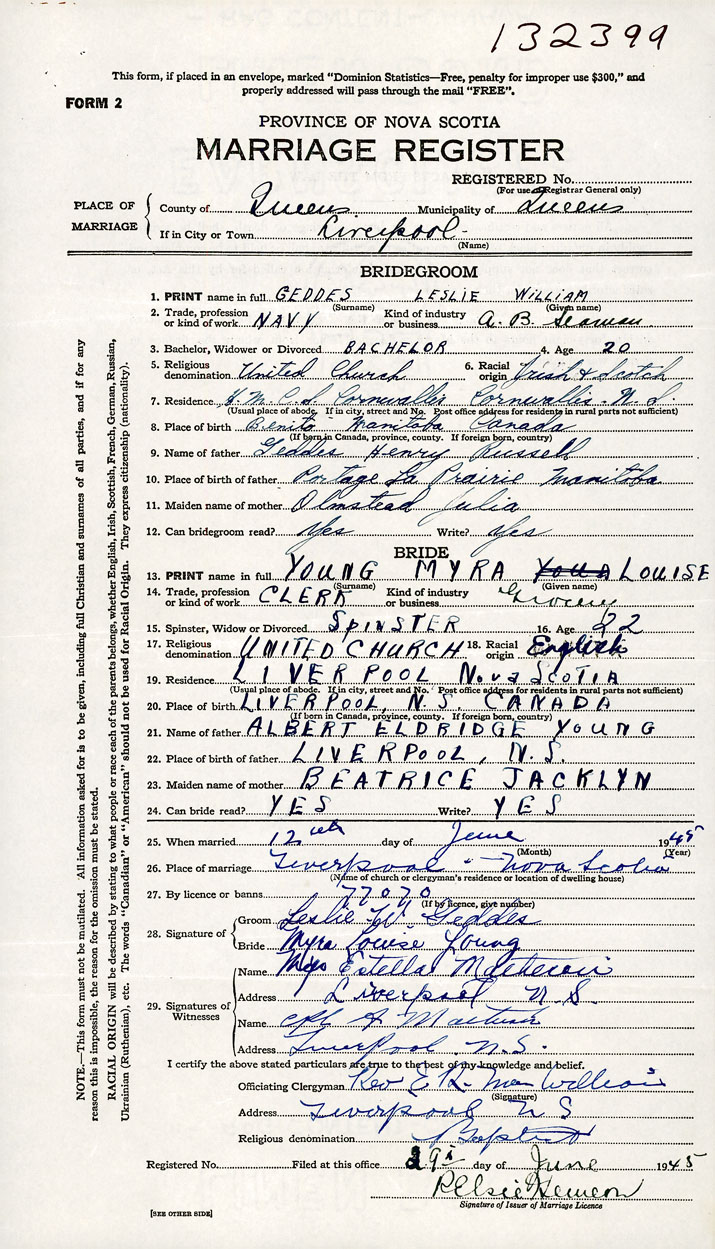 132399
This form, if placed in an envelope, marked "Dominion Statistics—Free, penalty for improper use $300," and
properly addressed will pass through the mail "FREE".
FORM 2
PROVINCE OF NOVA SCOTIA
MARRIAGE REGISTER
REGISTERED No.
(For use of Registrar General only)
PLACE OF MARRIAGE
County of Queens Municipality of Queens
If in City or Town Liverpool
(Name)
BRIDEGROOM
1. PRINT name in full GEDDES LESLIE WILLIAM
(Surname) (Given name)
2. Trade, profession or kind of work NAVY Kind of industry or business A. B. Seaman
3. Bachelor, Widower or Divorced BACHELOR 4. Age 20
5. Religious denomination United Church 6. Racial origin Irish & Scotch
7. Residence H.M.C.S Cornwallis Cornwallis N.S.
(Usual place of abode. If in city, street and No. Post office address for residents in rural parts not sufficient)
8. Place of birth Benito Manitoba Canada
(If born in Canada, province, county. If foreign born, country)
9. Name of father Geddes Henry Russell
10. Place of birth of father Portage La Prairie Manitoba
11. Maiden name of mother Olmstead Julia
12. Can bridegroom read? Yes Write? Yes
BRIDE
13. PRINT name in full YOUNG MYRA LOUISE
(Surname) (Given name)
14. Trade, profession or kind of work CLERK Kind of industry or business Grocery
15. Spinster, Widow or Divorced SPINSTER 16. Age 22
17. Religious denomination UNITED CHURCH 18. Racial origin English
19. Residence LIVERPOOL Nova SCOTIA
(Usual place of abode. If in city, street and No. Post office address for residents in rural parts not sufficient)
20. Place of birth LIVERPOOL, N.S. CANADA
(If born in Canada, province, county. If foreign born, country)
21. Name of father ALBERT ELDRIDGE YOUNG
22. Place of birth of father LIVERPOOL, N.S.
23. Maiden name of mother BEATRICE JACKLYN
24. Can bride read? YES Write? YES
25. When married 12 day of June 1945
(Month) (Year)
26. Place of marriage Liverpool - Nova Scotia
(Name of church or clergyman's residence or location of dwelling house)
27. By licence or banns 77070
(If by licence, give number)
28. Signature of
Groom Leslie W. Geddes
Bride Myra Louise Young
29. Signatures of Witnesses
Name Mrs Estella
Address Liverpool N.S.
Name Cpl A
Address Liverpool N.S.
I certify the above stated particulars are true to the best of my knowledge and belief.
Officiating Clergyman Rev E R
(Signature)
Address Liverpool N S
Religious denomination Baptist
Registered No. Filed at this office 29 day of June 1945
Signature of Issuer of Marriage Licence
[SEE OTHER SIDE]
NOTE.—This form must not be mutilated. All information asked for is to be given, including full Christian and surnames of all parties, and if for any
reason this is impossible, the reason for the omission must be stated.
RACIAL ORIGIN will be described by stating to what people or race each of the parents belongs, whether English, Irish, Scottish, French, German, Russian,
Ukrainian (Ruthenian), etc. The words "Canadian" or "American" should not be used for Racial Origin. They express citizenship (nationality).